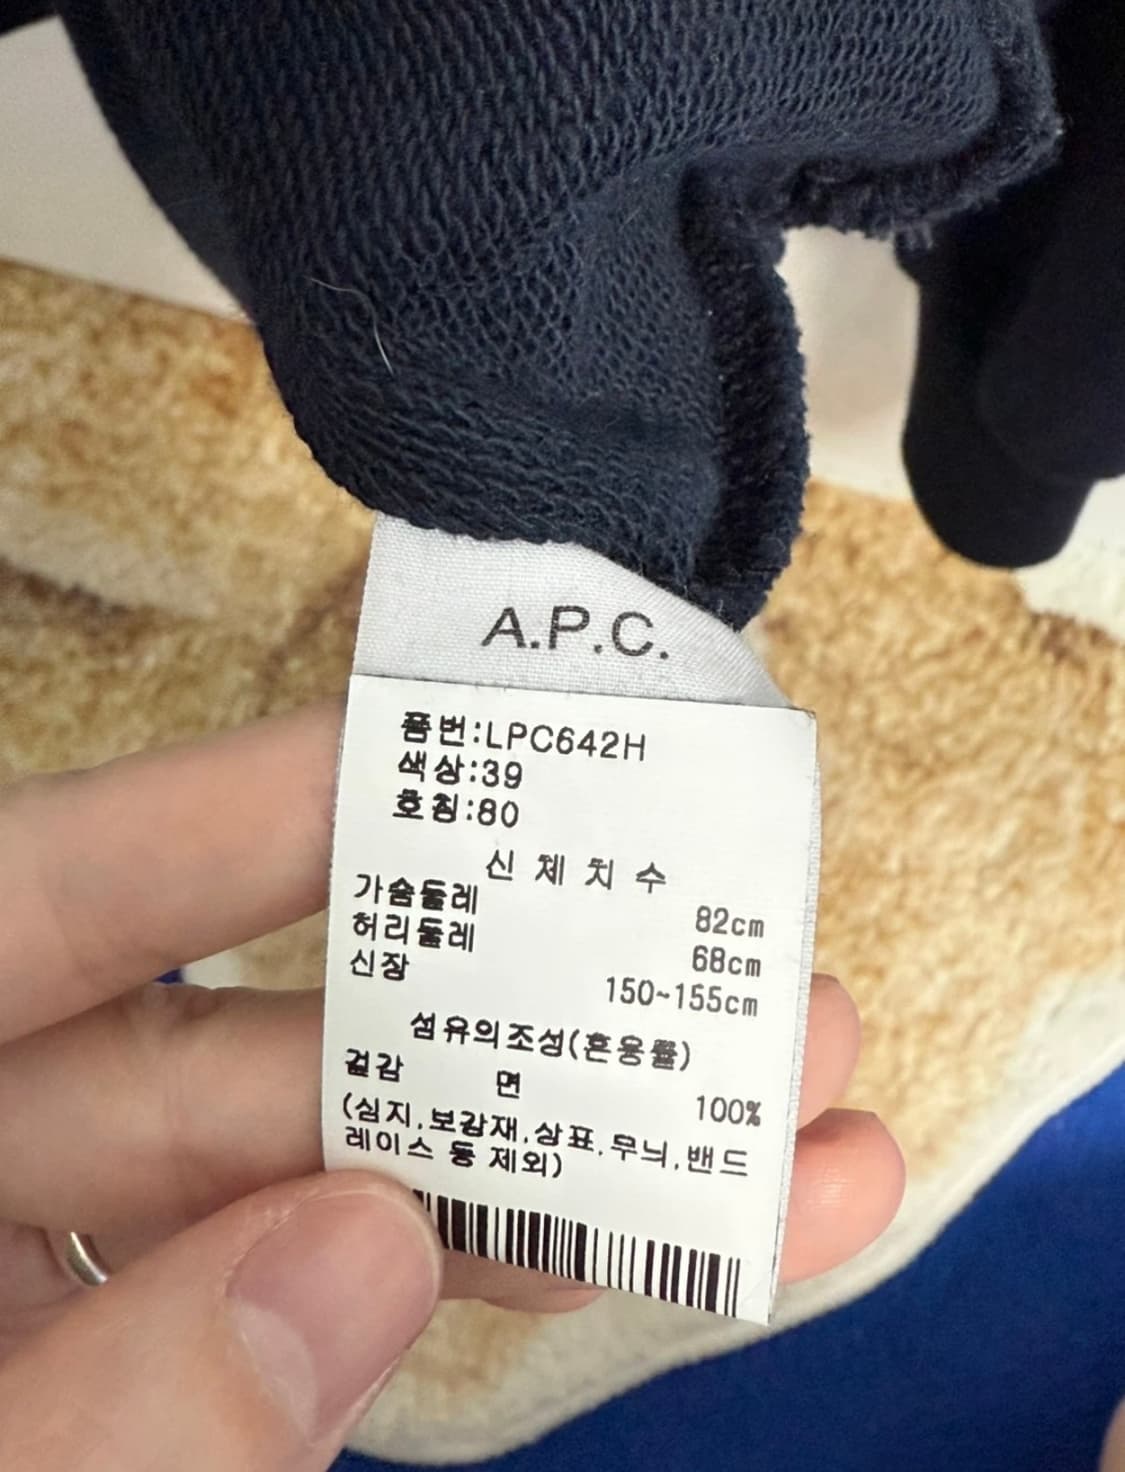 A.P.C.
품번:LPC642H
색상:39
호칭:80
신 체 치 수
가슴둘레 82cm
허리둘레 68cm
신장 150~155cm
섬유의조성(혼용률)
겉감 면 100%
(심지,보강재,상표,무늬,밴드
레이스 등 제외)